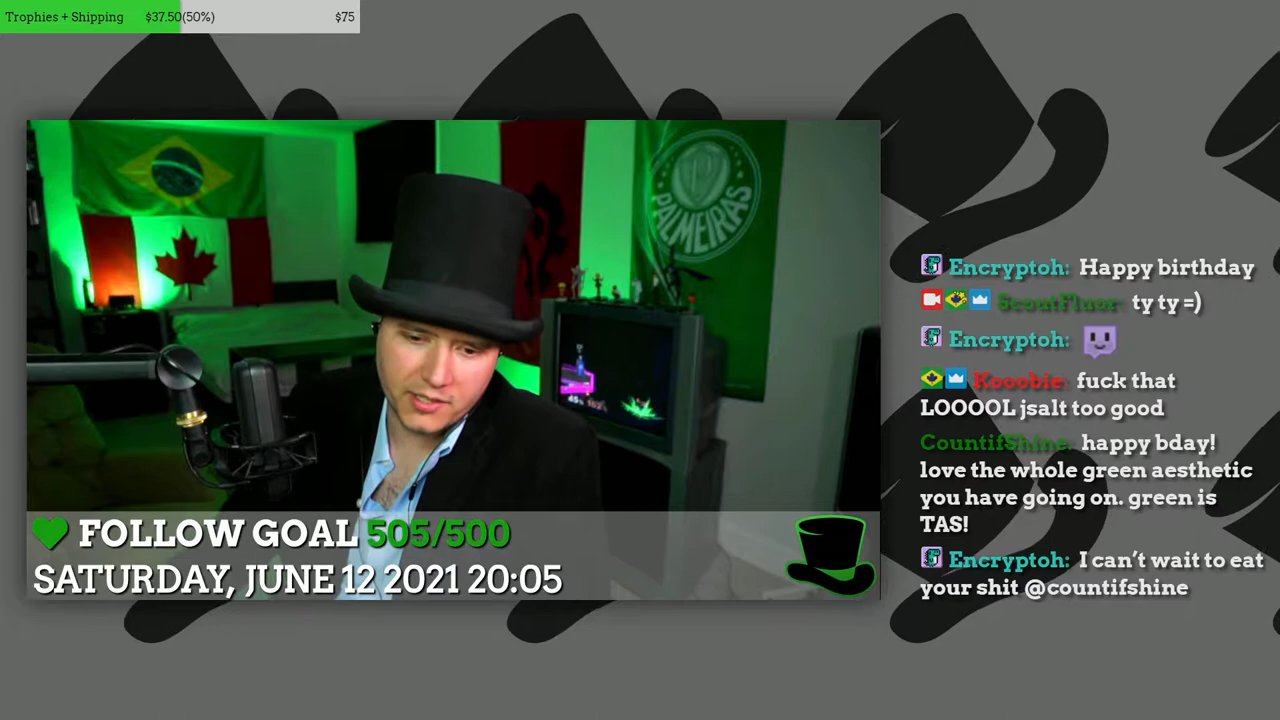 Trophies + Shipping $37.50(50%) $75
PALMEIRAS
Encryptoh: Happy birthday
ScoutFluor: ty ty =)
Encryptoh:
Kooobie: fuck that
LOOOOL jsalt too good
CountifShine: happy bday!
love the whole green aesthetic
you have going on. green is
TAS!
Encryptoh: I can't wait to eat
your shit @countifshine
FOLLOW GOAL 505/500
SATURDAY, JUNE 12 2021 20:05